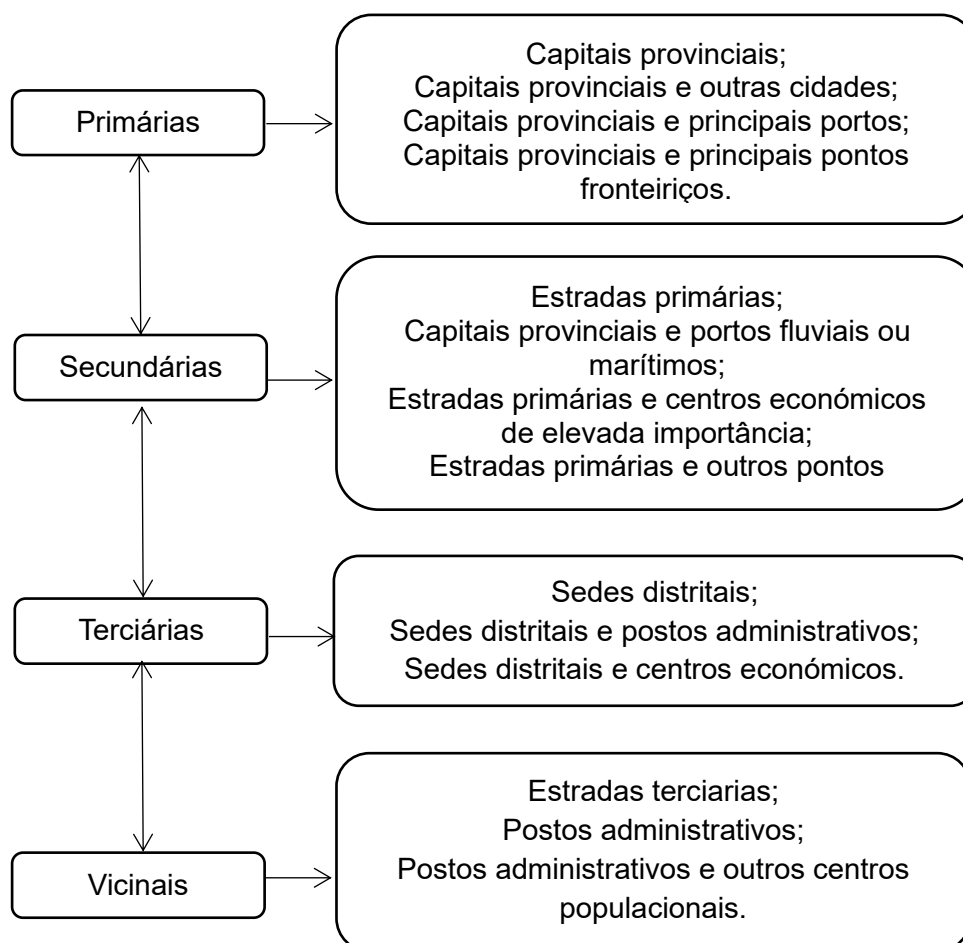 Primárias
Capitais provinciais;
Capitais provinciais e outras cidades;
Capitais provinciais e principais portos;
Capitais provinciais e principais pontos
fronteiriços.
Secundárias
Estradas primárias;
Capitais provinciais e portos fluviais ou
marítimos;
Estradas primárias e centros económicos
de elevada importância;
Estradas primárias e outros pontos
Terciárias
Sedes distritais;
Sedes distritais e postos administrativos;
Sedes distritais e centros económicos.
Vicinais
Estradas terciarias;
Postos administrativos;
Postos administrativos e outros centros
populacionais.